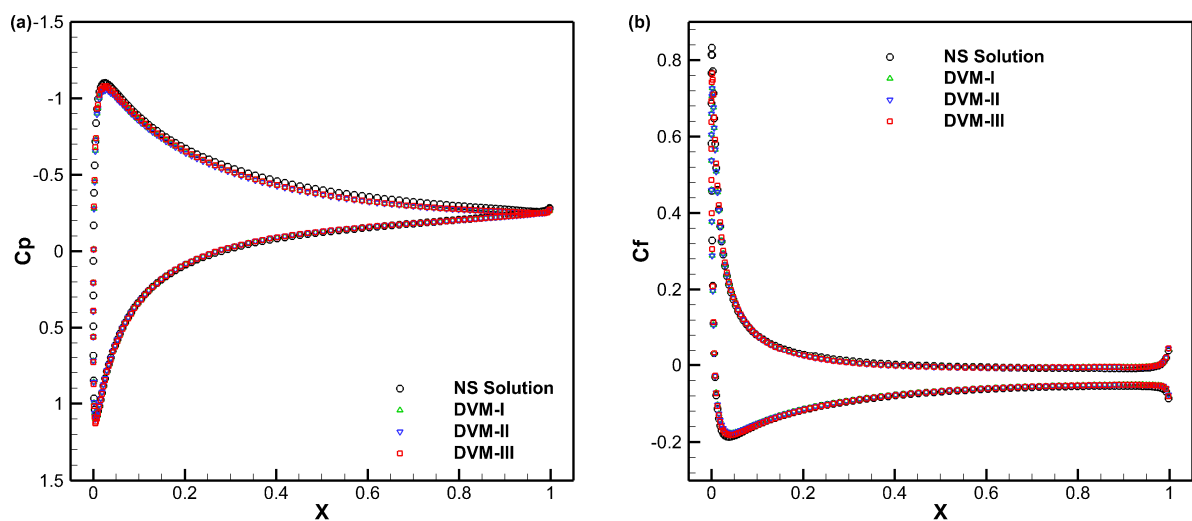 (a)
-1.5
-1
-0.5
0
0.5
1
1.5
Cp
0
0.2
0.4
0.6
0.8
1
X
NS Solution
DVM-I
DVM-II
DVM-III
(b)
0.8
0.6
0.4
0.2
0
-0.2
Cf
0
0.2
0.4
0.6
0.8
1
X
NS Solution
DVM-I
DVM-II
DVM-III